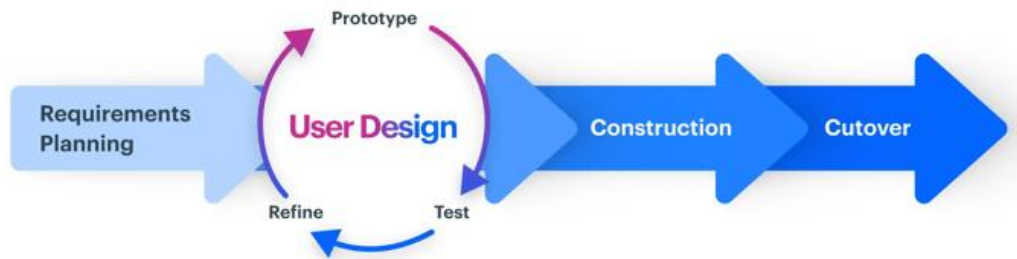 Prototype
Requirements
Planning
User Design
Construction
Cutover
Refine
Test